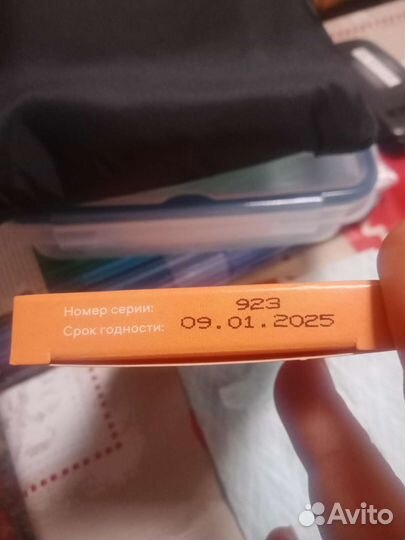 Номер серии: 923
Срок годности: 09.01.2025
Avito